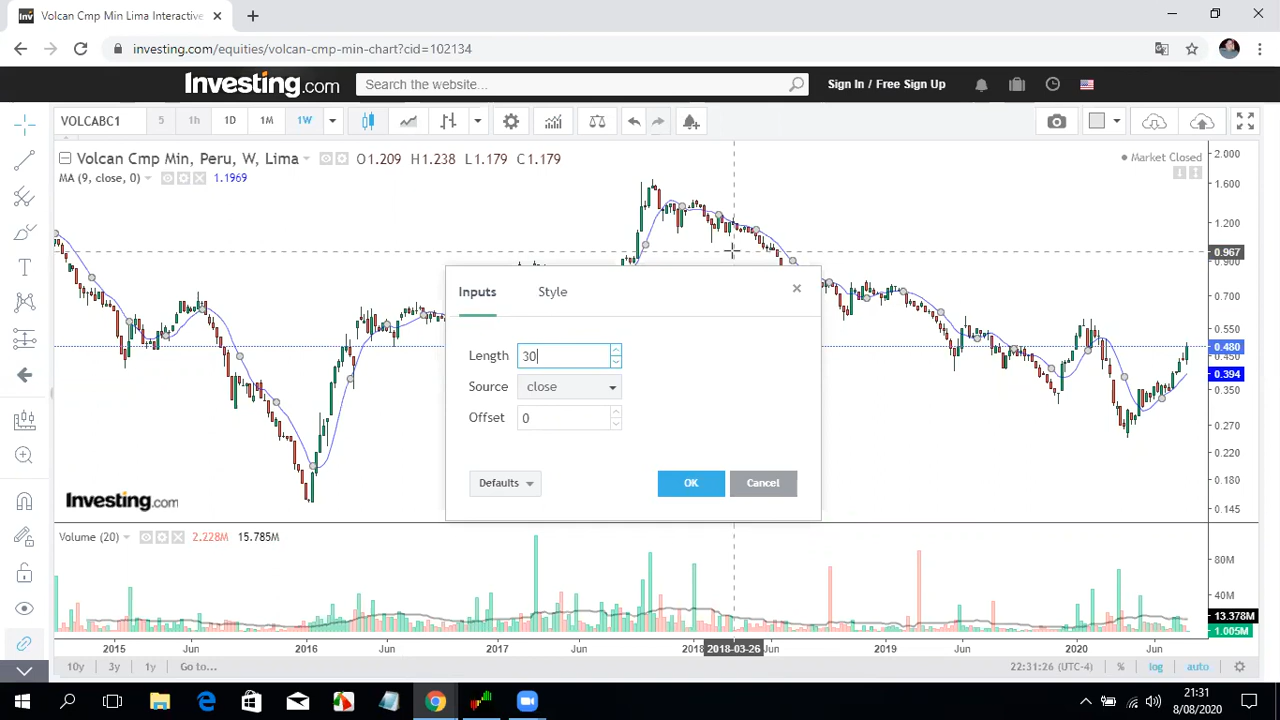 Volcan Cmp Min Lima Interactive
investing.com/equities/volcan-cmp-min-chart?cid=102134
Investing.com
Search the website...
Sign In / Free Sign Up
VOLCABC1
5
1h
1D
1M
1W
Volcan Cmp Min, Peru, W, Lima
O1.209 H1.238 L1.179 C1.179
Market Closed
MA (9, close, 0)
1.1969
2.000
1.600
1.200
0.967
0.900
0.700
0.550
0.480
0.450
0.394
0.350
0.270
0.220
0.180
0.145
Inputs
Style
Length
30
Source
close
Offset
0
Defaults
OK
Cancel
Investing.com
Volume (20)
2.228M
15.785M
80M
40M
13.378M
1.005M
2015
Jun
2016
Jun
2017
Jun
2018
2018-03-26
Jun
2019
Jun
2020
Jun
10y
3y
1y
Go to...
22:31:26 (UTC-4)
%
log
auto
21:31
8/08/2020